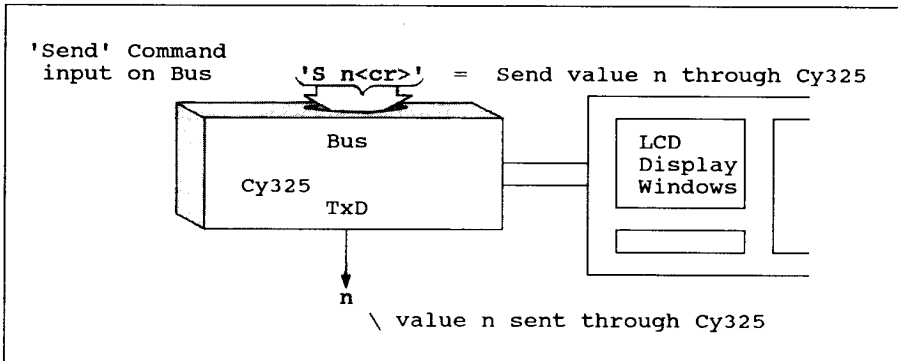 'Send' Command
input on Bus 'S n<cr>' = Send value n through Cy325
Bus
Cy325
TxD
LCD
Display
Windows
n
\ value n sent through Cy325